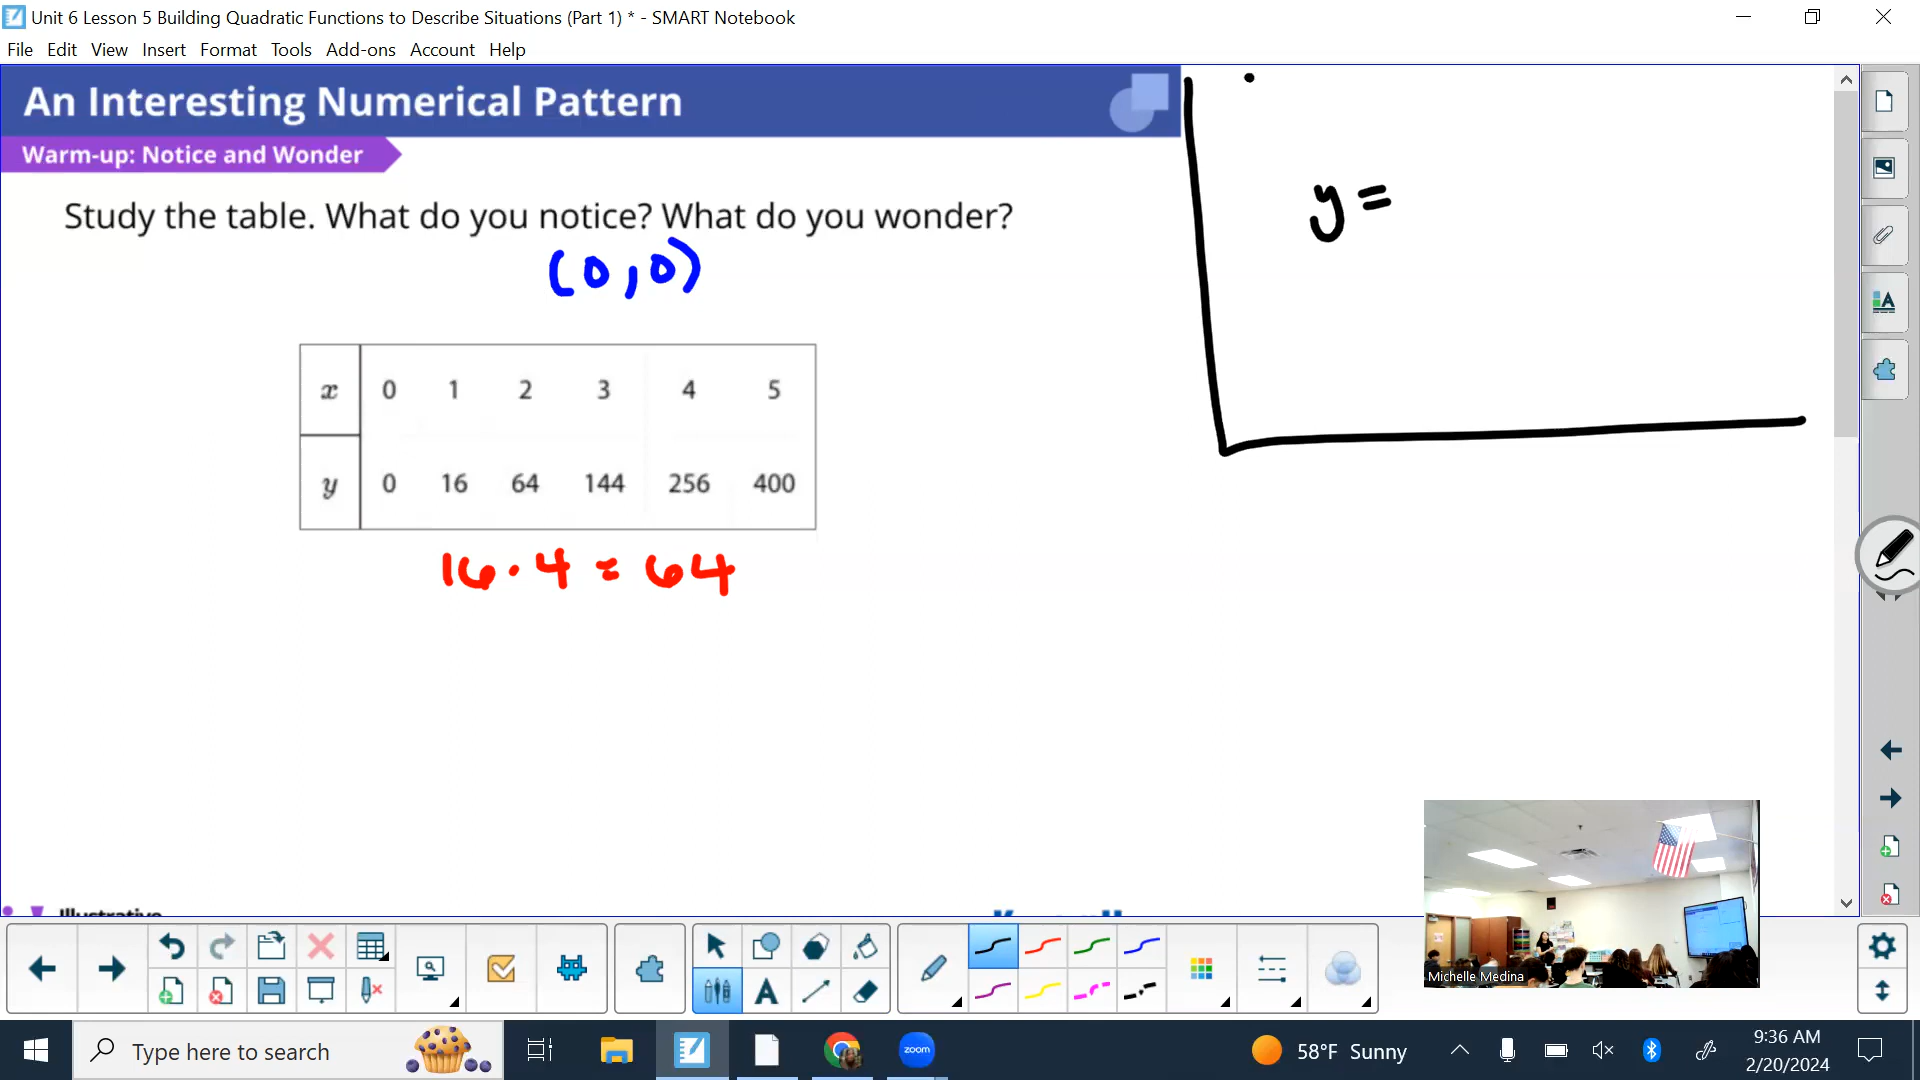 Unit 6 Lesson 5 Building Quadratic Functions to Describe Situations (Part 1) * - SMART Notebook
File Edit View Insert Format Tools Add-ons Account Help
An Interesting Numerical Pattern
Warm-up: Notice and Wonder
Study the table. What do you notice? What do you wonder?
(0,0)
y=
x 0 1 2 3 4 5
y 0 16 64 144 256 400
16·4=64
Illustrative
Michelle Medina
Type here to search
zoom
58°F Sunny
9:36 AM
2/20/2024